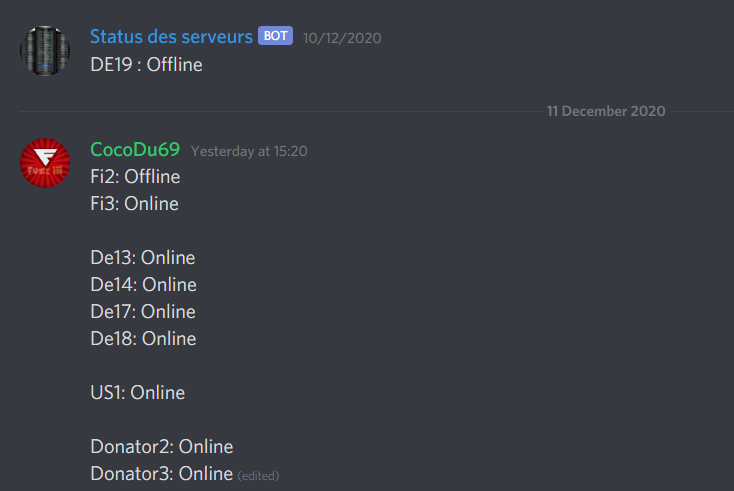 Status des serveurs BOT 10/12/2020
DE19 : Offline
11 December 2020
CocoDu69 Yesterday at 15:20
Fi2: Offline
Fi3: Online
De13: Online
De14: Online
De17: Online
De18: Online
US1: Online
Donator2: Online
Donator3: Online (edited)